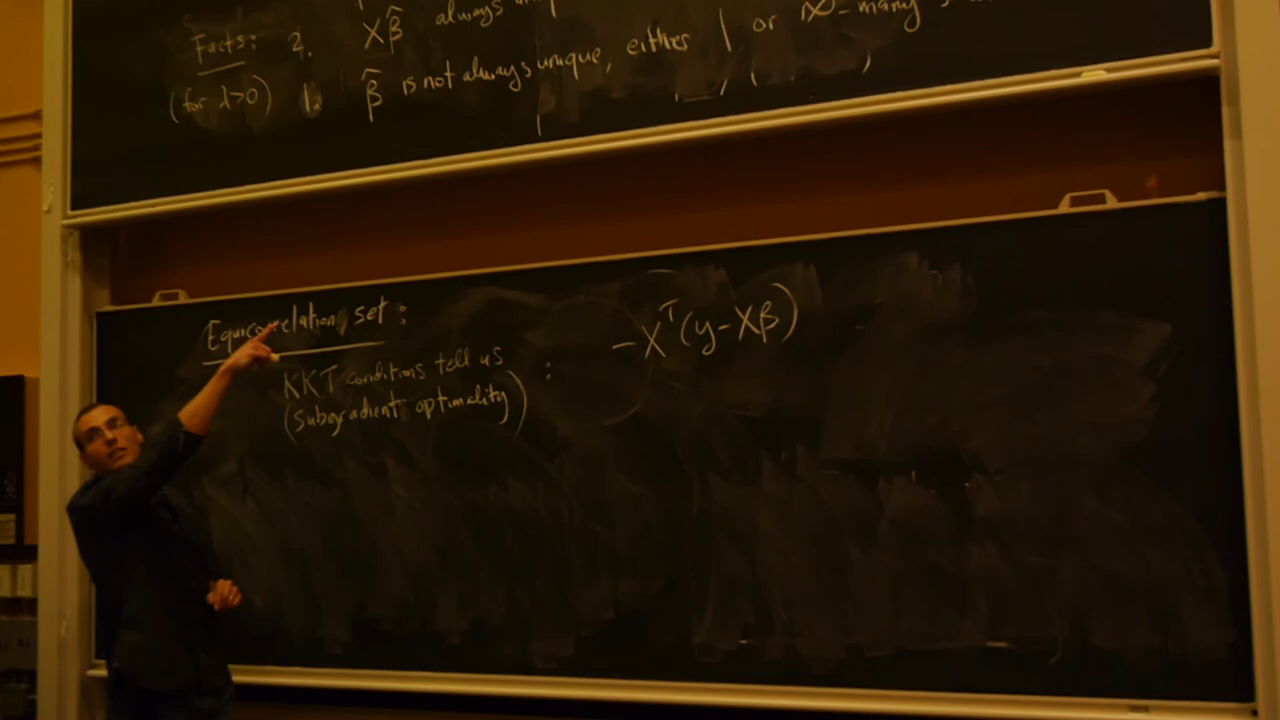 Facts: 2. Xβ̂ always
(for λ>0) 1. β̂ is not always unique, either 1 or ∞-many
Equicorrelation set:
KKT conditions tell us
(Subgradient optimality) : -Xᵀ(y-Xβ)